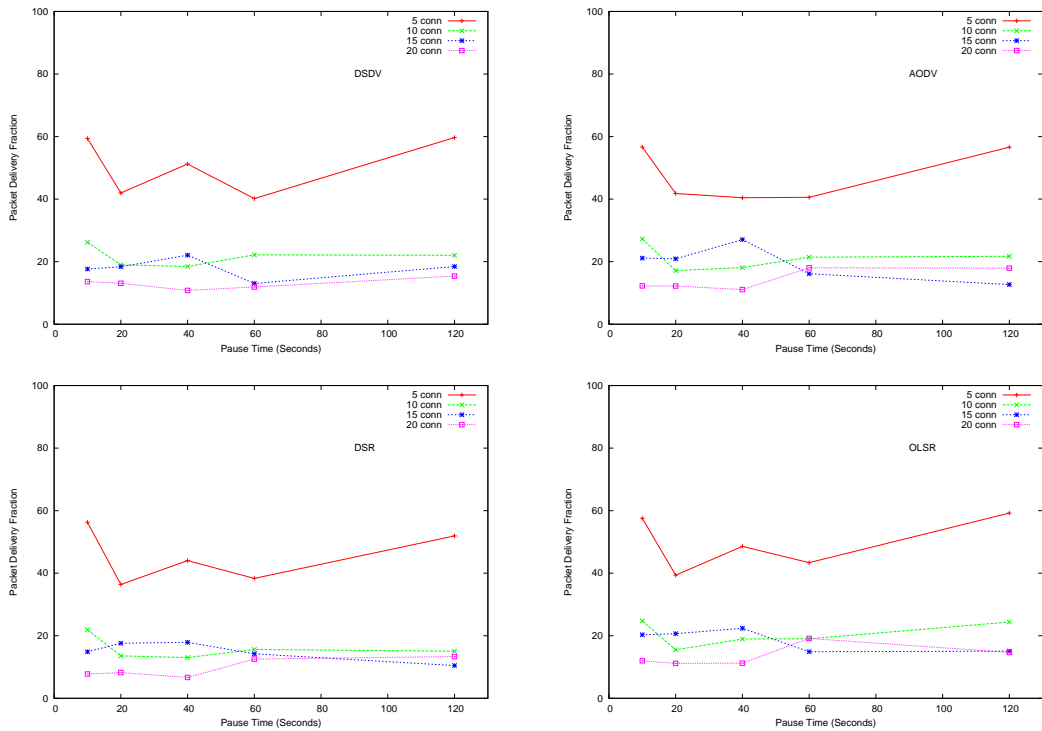 100
80
60
40
20
0
0 20 40 60 80 100 120
Packet Delivery Fraction
Pause Time (Seconds)
DSDV
5 conn
10 conn
15 conn
20 conn
100
80
60
40
20
0
0 20 40 60 80 100 120
Packet Delivery Fraction
Pause Time (Seconds)
AODV
5 conn
10 conn
15 conn
20 conn
100
80
60
40
20
0
0 20 40 60 80 100 120
Packet Delivery Fraction
Pause Time (Seconds)
DSR
5 conn
10 conn
15 conn
20 conn
100
80
60
40
20
0
0 20 40 60 80 100 120
Packet Delivery Fraction
Pause Time (Seconds)
OLSR
5 conn
10 conn
15 conn
20 conn